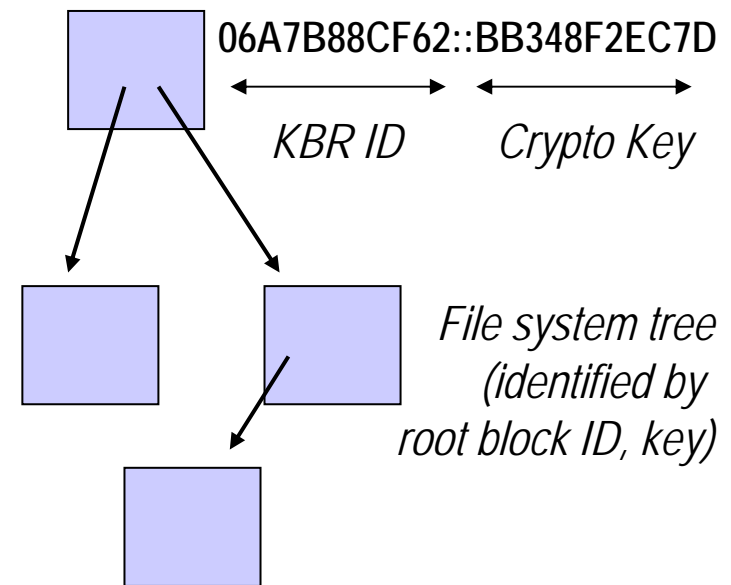 06A7B88CF62::BB348F2EC7D
KBR ID Crypto Key
File system tree
(identified by
root block ID, key)